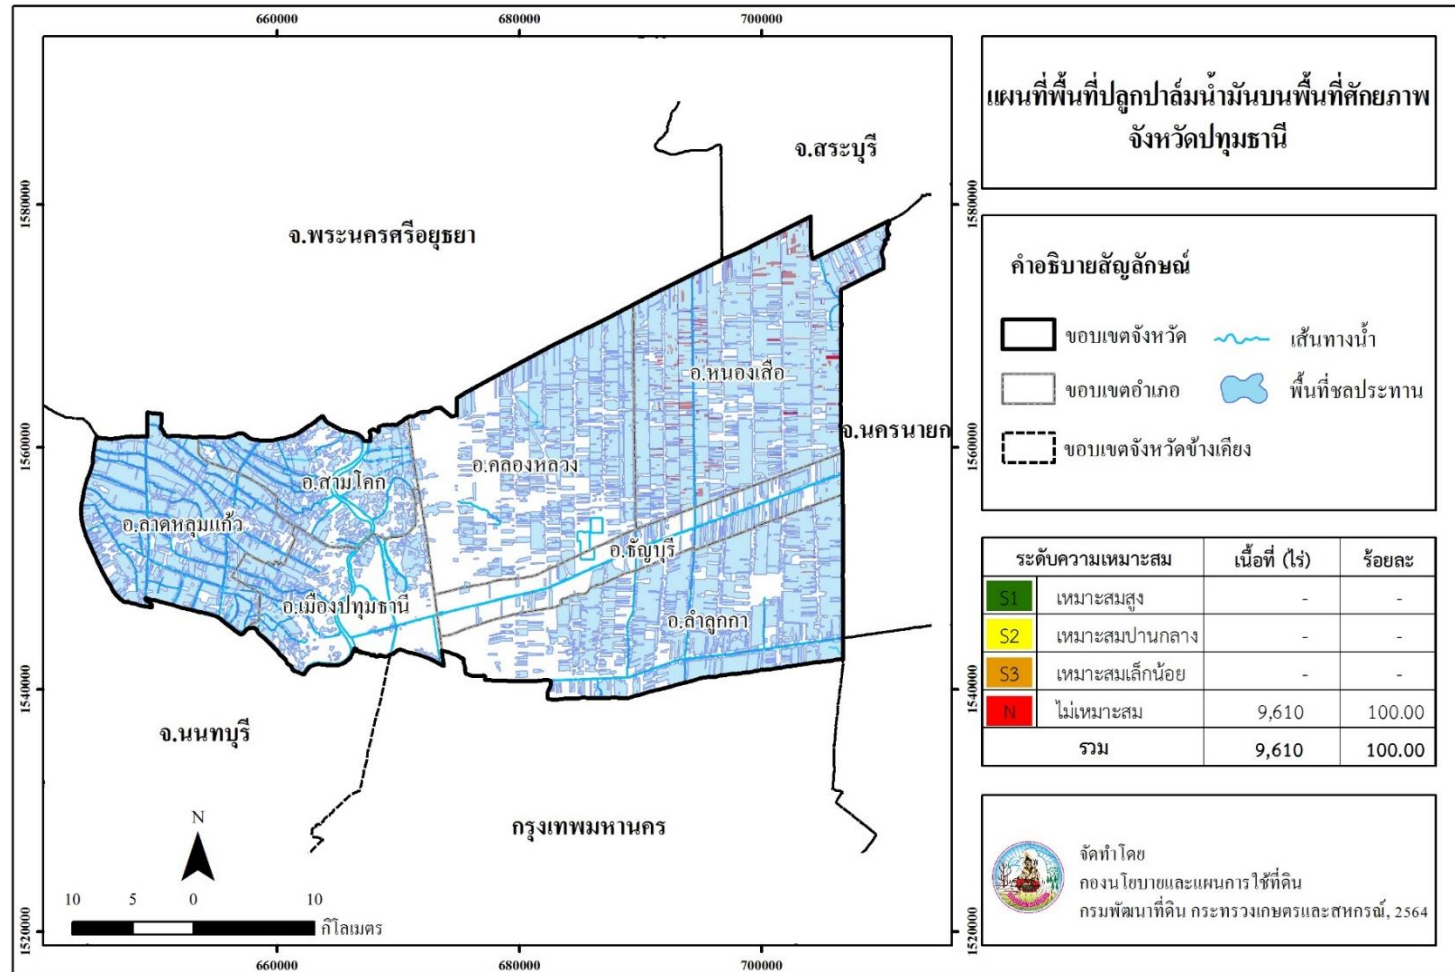 660000
680000
700000
1580000
1560000
1540000
1520000
1580000
1560000
1540000
1520000
จ.สระบุรี
จ.พระนครศรีอยุธยา
อ.หนองเสือ
จ.นครนายก
อ.คลองหลวง
อ.สามโคก
อ.ลาดหลุมแก้ว
อ.ธัญบุรี
อ.เมืองปทุมธานี
อ.ลำลูกกา
จ.นนทบุรี
กรุงเทพมหานคร
N
10 5 0 10
กิโลเมตร
660000
680000
700000
แผนที่พื้นที่ปลูกปาล์มน้ำมันบนพื้นที่ศักยภาพ
จังหวัดปทุมธานี
คำอธิบายสัญลักษณ์
ขอบเขตจังหวัด เส้นทางน้ำ
ขอบเขตอำเภอ พื้นที่ชลประทาน
ขอบเขตจังหวัดข้างเคียง
ระดับความเหมาะสม เนื้อที่ (ไร่) ร้อยละ
S1 เหมาะสมสูง - -
S2 เหมาะสมปานกลาง - -
S3 เหมาะสมเล็กน้อย - -
N ไม่เหมาะสม 9,610 100.00
รวม 9,610 100.00
จัดทำโดย
กองนโยบายและแผนการใช้ที่ดิน
กรมพัฒนาที่ดิน กระทรวงเกษตรและสหกรณ์, 2564